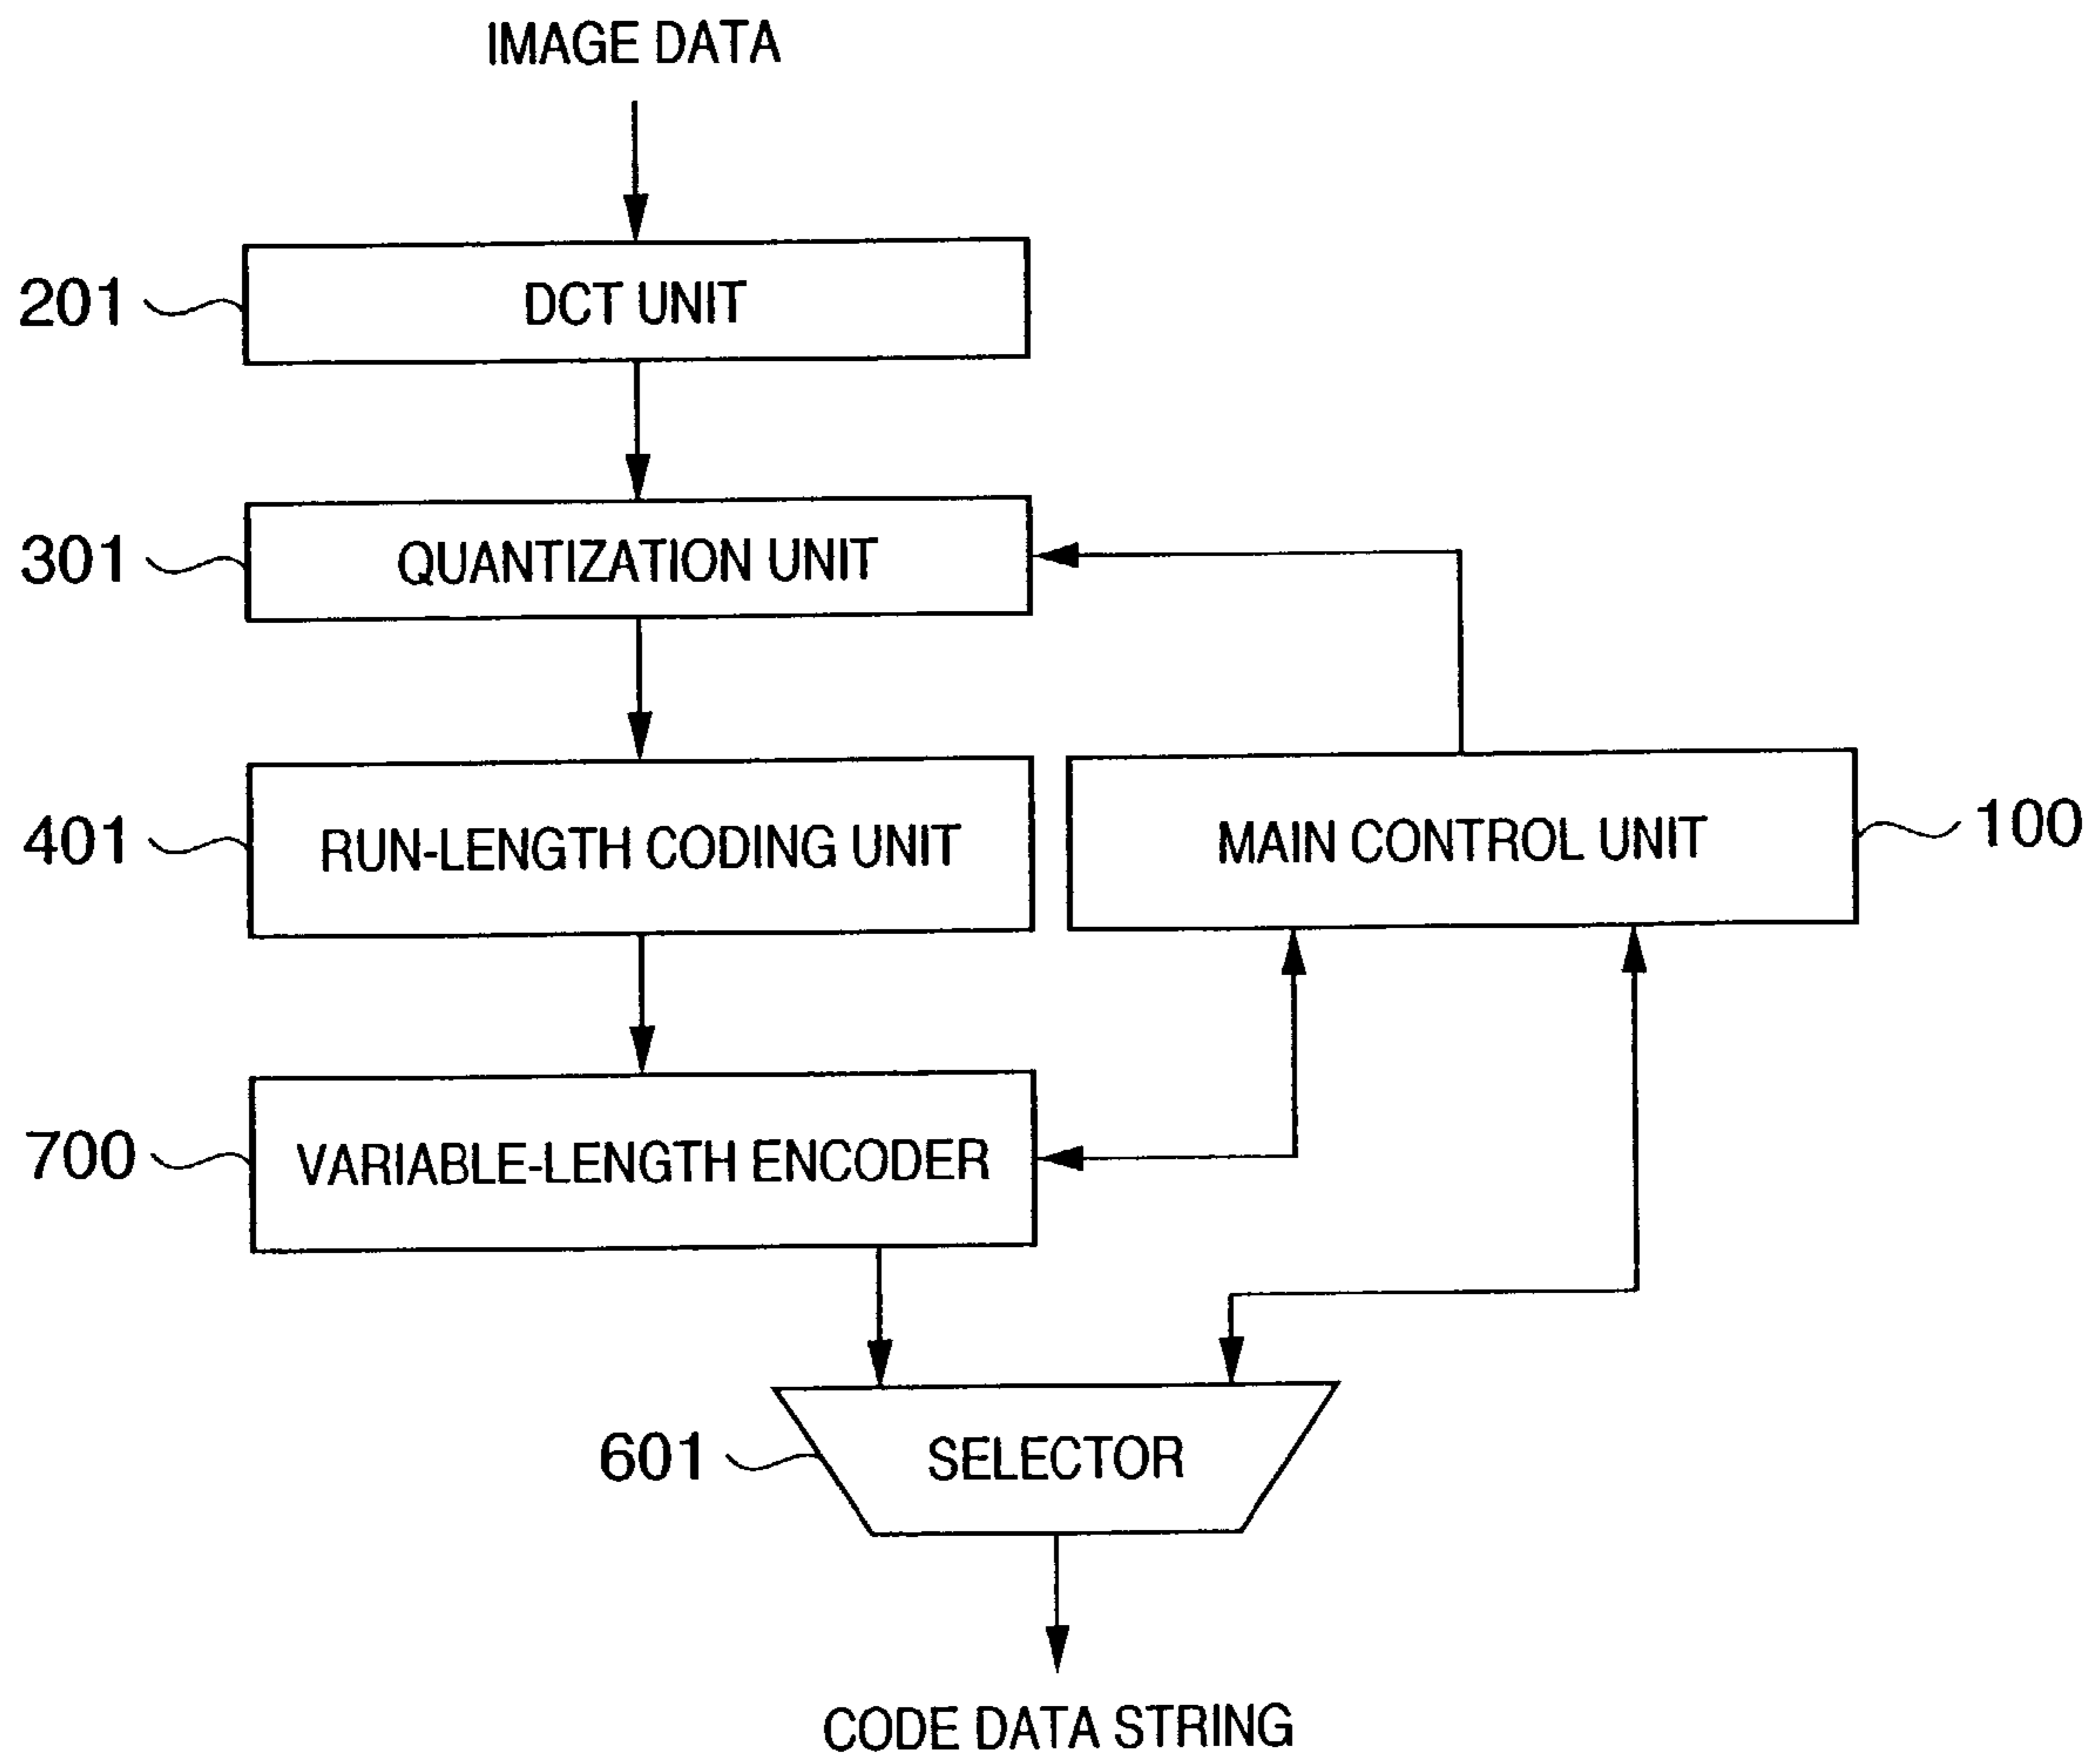 IMAGE DATA
201
DCT UNIT
301
QUANTIZATION UNIT
401
RUN-LENGTH CODING UNIT
MAIN CONTROL UNIT
100
700
VARIABLE-LENGTH ENCODER
601
SELECTOR
CODE DATA STRING